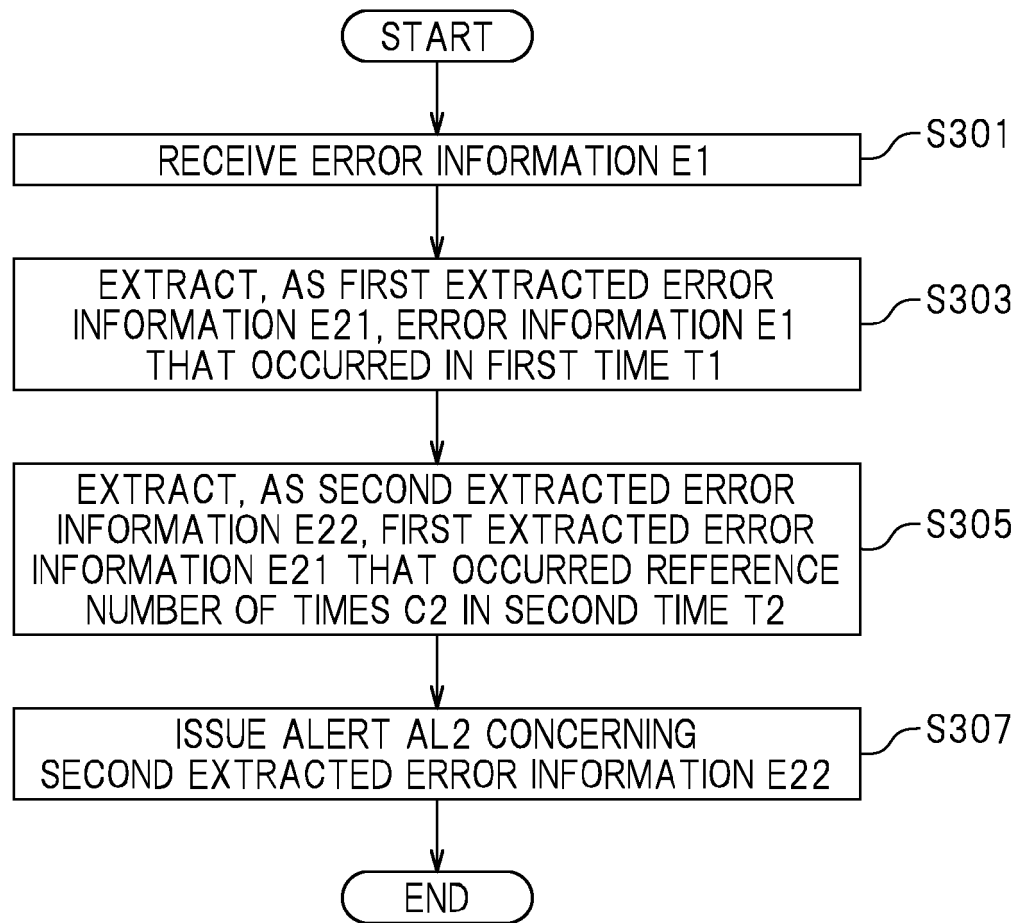 START
RECEIVE ERROR INFORMATION E1
S301
EXTRACT, AS FIRST EXTRACTED ERROR
INFORMATION E21, ERROR INFORMATION E1
THAT OCCURRED IN FIRST TIME T1
S303
EXTRACT, AS SECOND EXTRACTED ERROR
INFORMATION E22, FIRST EXTRACTED ERROR
INFORMATION E21 THAT OCCURRED REFERENCE
NUMBER OF TIMES C2 IN SECOND TIME T2
S305
ISSUE ALERT AL2 CONCERNING
SECOND EXTRACTED ERROR INFORMATION E22
S307
END